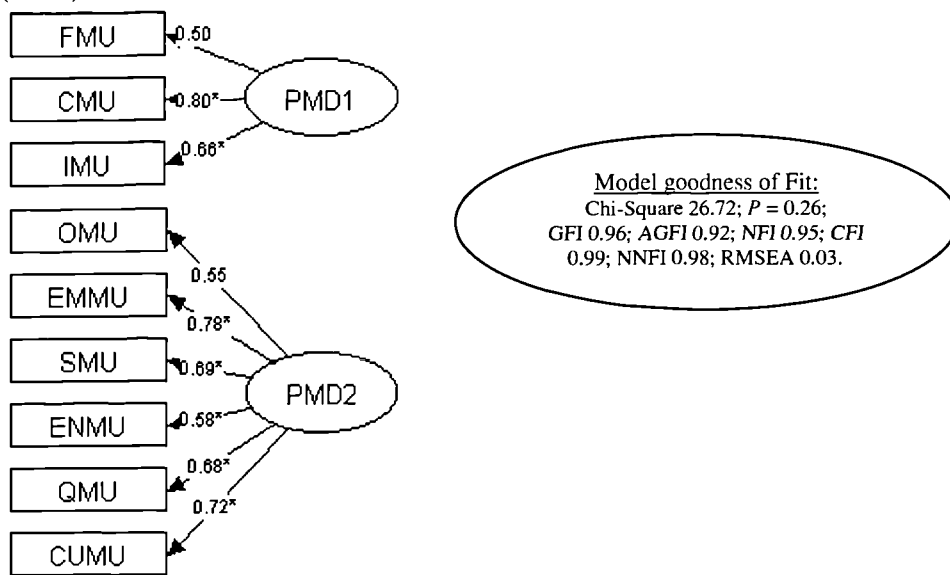 FMU
0.50
CMU
0.80*
PMD1
IMU
0.66*
OMU
0.55
EMMU
0.78*
SMU
0.69*
PMD2
ENMU
0.58*
QMU
0.68*
CUMU
0.72*
Model goodness of Fit:
Chi-Square 26.72; P = 0.26;
GFI 0.96; AGFI 0.92; NFI 0.95; CFI
0.99; NNFI 0.98; RMSEA 0.03.